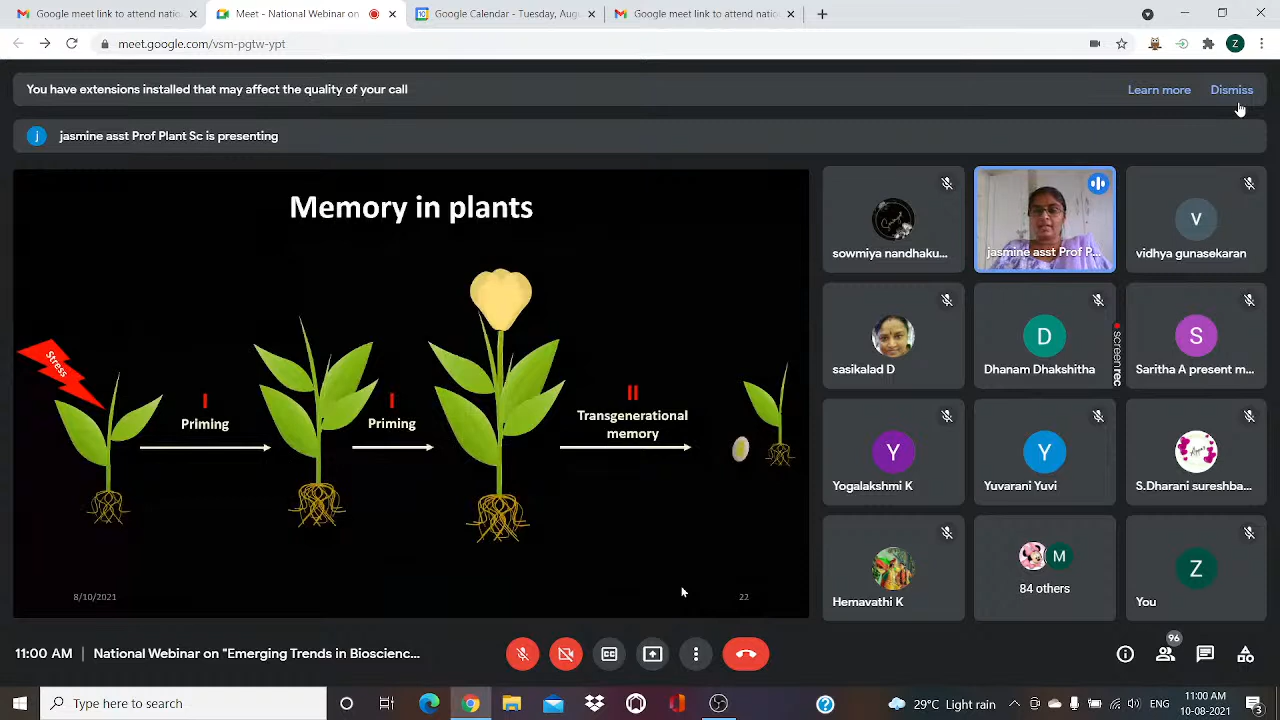 Google meet link to attend natic
Meet - National Webinar on
Google Calendar - Tuesday, Aug
Google meet link to attend natio
meet.google.com/vsm-pgtw-ypt
Z
You have extensions installed that may affect the quality of your call
Learn more
Dismiss
j
jasmine asst Prof Plant Sc is presenting
Memory in plants
Stress
I
Priming
I
Priming
II
Transgenerational
memory
8/10/2021
22
sowmiya nandhaku...
jasmine asst Prof P...
V
vidhya gunasekaran
sasikalad D
D
Dhanam Dhakshitha
screenrec
S
Saritha A present m...
Y
Yogalakshmi K
Y
Yuvarani Yuvi
S.Dharani sureshba...
Hemavathi K
M
84 others
Z
You
11:00 AM | National Webinar on "Emerging Trends in Bioscienc...
96
Type here to search
29°C Light rain
11:00 AM
10-08-2021